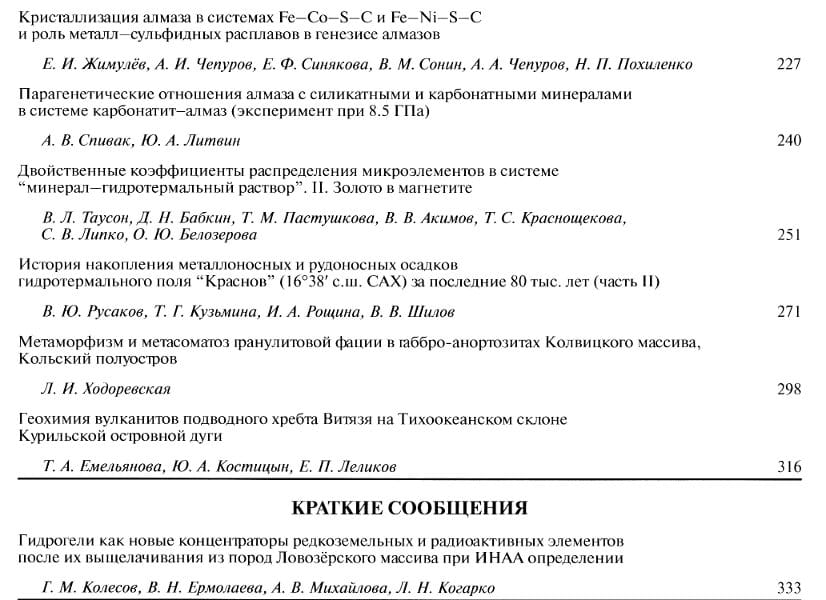 Кристаллизация алмаза в системах Fe–Co–S–C и Fe–Ni–S–C
и роль металл–сульфидных расплавов в генезисе алмазов
Е. И. Жимулёв, А. И. Чепуров, Е. Ф. Синякова, В. М. Сонин, А. А. Чепуров, Н. П. Похиленко 227
Парагенетические отношения алмаза с силикатными и карбонатными минералами
в системе карбонатит–алмаз (эксперимент при 8.5 ГПа)
А. В. Спивак, Ю. А. Литвин 240
Двойственные коэффициенты распределения микроэлементов в системе
“минерал–гидротермальный раствор”. II. Золото в магнетите
В. Л. Таусон, Д. Н. Бабкин, Т. М. Пастушкова, В. В. Акимов, Т. С. Краснощекова,
С. В. Липко, О. Ю. Белозерова 251
История накопления металлоносных и рудоносных осадков
гидротермального поля “Краснов” (16°38′ с.ш. САХ) за последние 80 тыс. лет (часть II)
В. Ю. Русаков, Т. Г. Кузьмина, И. А. Рощина, В. В. Шилов 271
Метаморфизм и метасоматоз гранулитовой фации в габбро-анортозитах Колвицкого массива,
Кольский полуостров
Л. И. Ходоревская 298
Геохимия вулканитов подводного хребта Витязя на Тихоокеанском склоне
Курильской островной дуги
Т. А. Емельянова, Ю. А. Костицын, Е. П. Леликов 316
КРАТКИЕ СООБЩЕНИЯ
Гидрогели как новые концентраторы редкоземельных и радиоактивных элементов
после их выщелачивания из пород Ловозёрского массива при ИНАА определении
Г. М. Колесов, В. Н. Ермолаева, А. В. Михайлова, Л. Н. Когарко 333